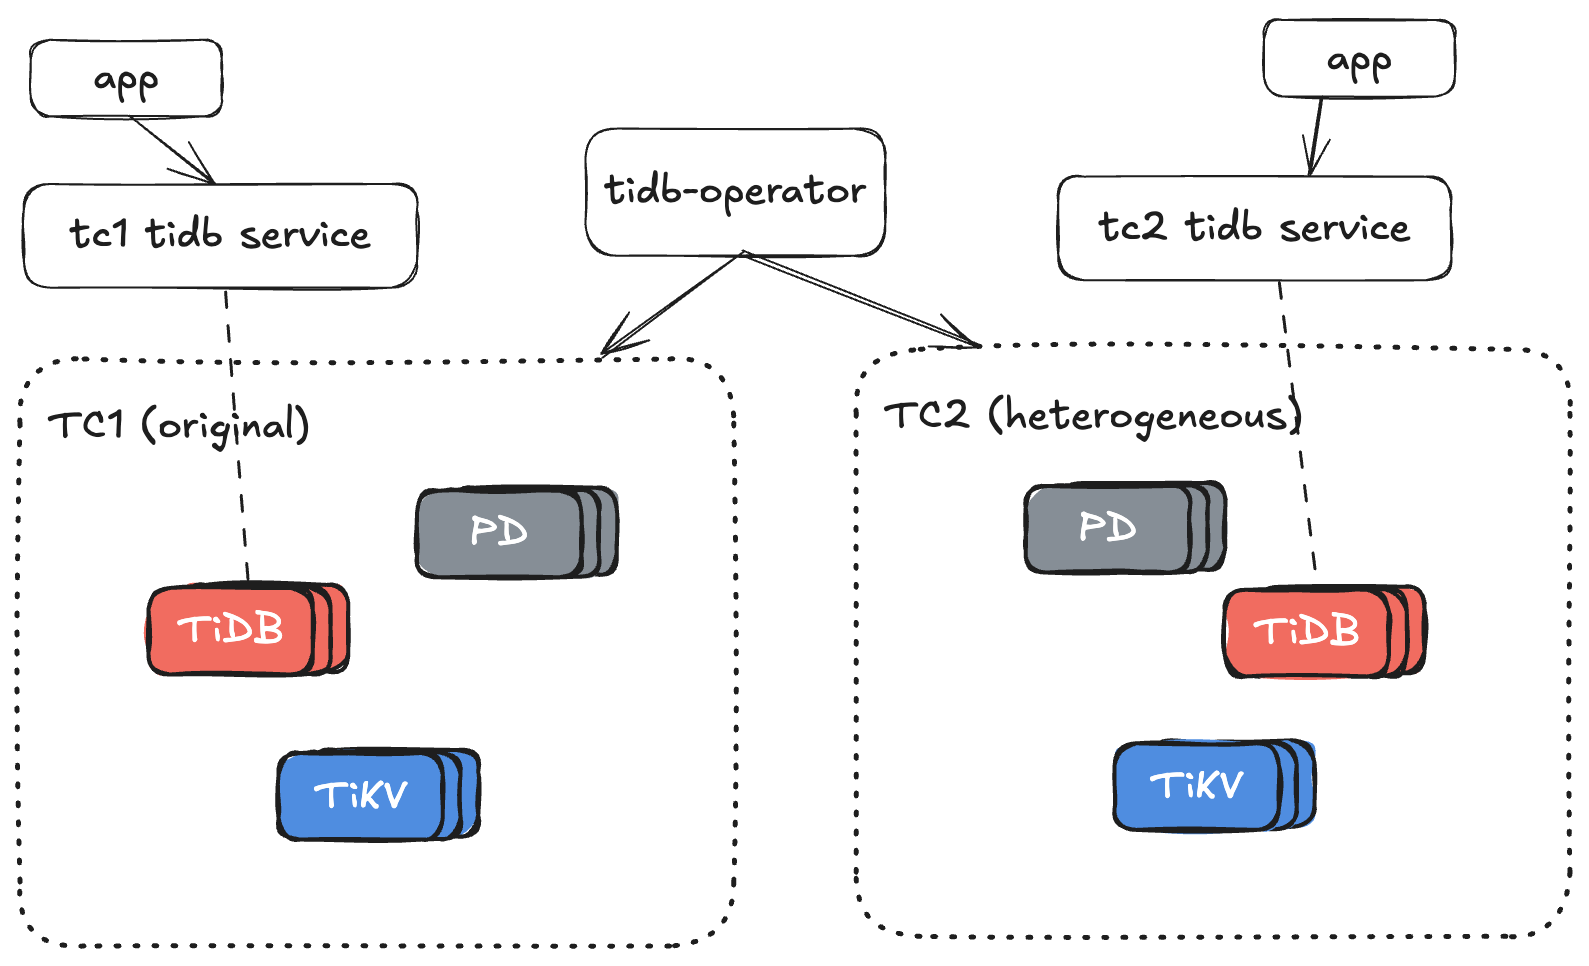 app
app
tidb-operator
tc1 tidb service
tc2 tidb service
TC1 (original)
TC2 (heterogeneous)
PD
PD
TiDB
TiDB
TiKV
TiKV